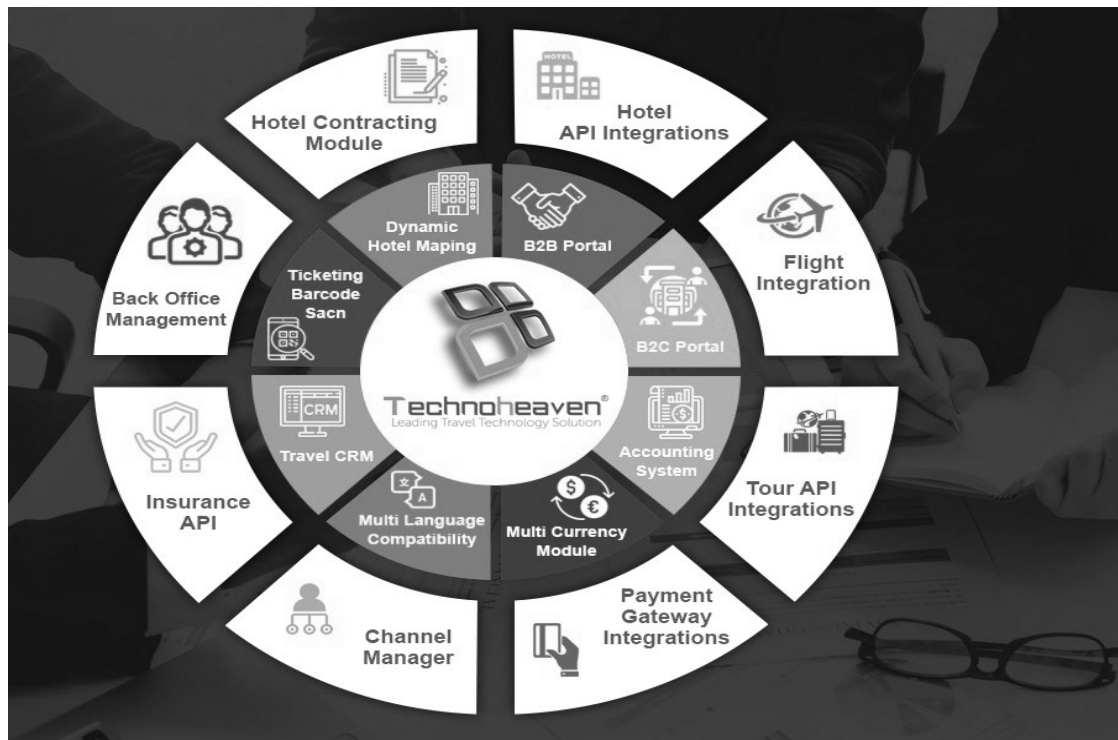 Hotel Contracting
Module
HOTEL
Hotel
API Integrations
Flight
Integration
Tour API
Integrations
Payment
Gateway
Integrations
Channel
Manager
Insurance
API
Back Office
Management
Dynamic
Hotel Maping
B2B Portal
B2C Portal
Accounting
System
$
€
Multi Currency
Module
A
Multi Language
Compatibility
CRM
Travel CRM
Ticketing
Barcode
Sacn
Technoheaven®
Leading Travel Technology Solution